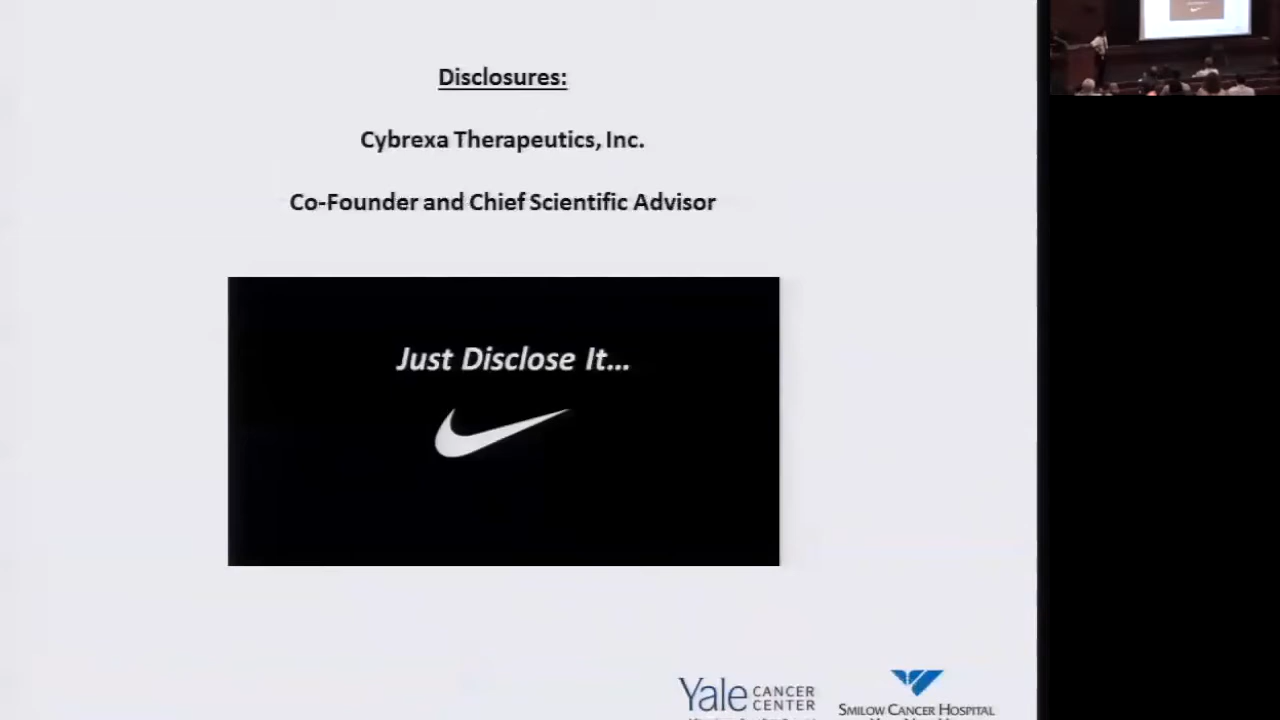 Disclosures:
Cybrexa Therapeutics, Inc.
Co-Founder and Chief Scientific Advisor
Just Disclose It...
Yale CANCER CENTER
SMILOW CANCER HOSPITAL